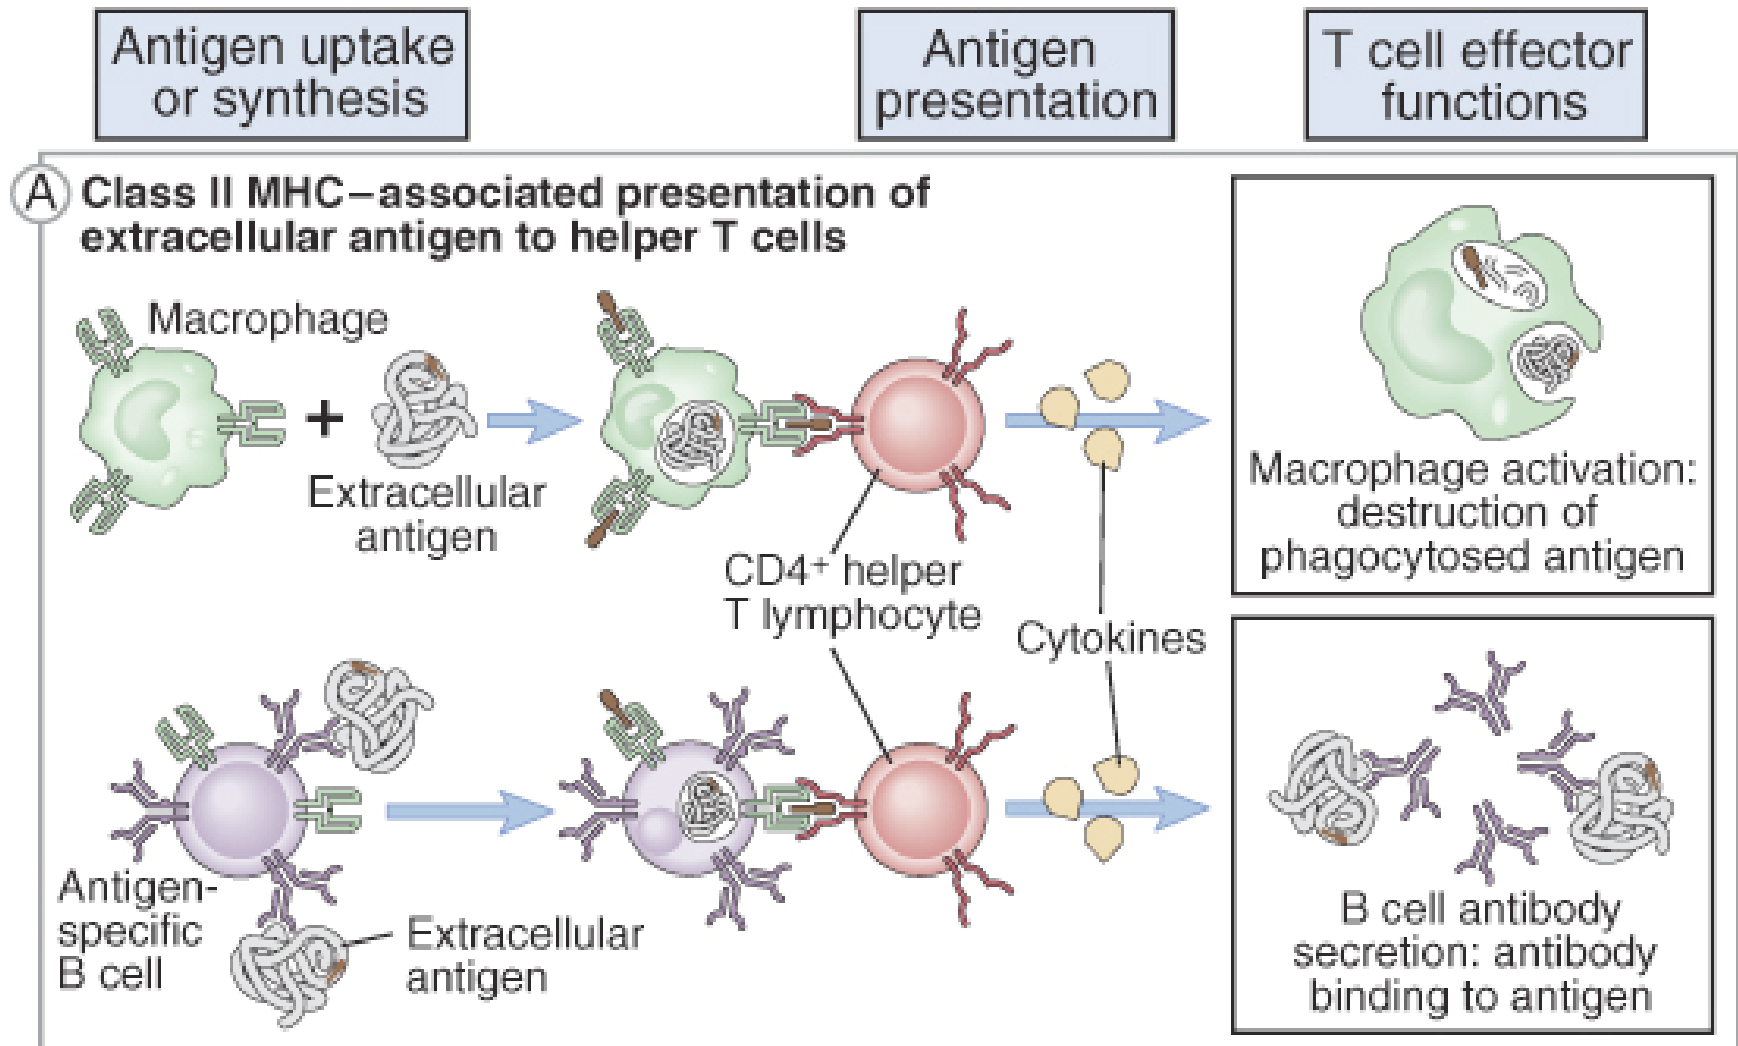 Antigen uptake
or synthesis
Antigen
presentation
T cell effector
functions
A
Class II MHC–associated presentation of
extracellular antigen to helper T cells
Macrophage
+
Extracellular
antigen
CD4+ helper
T lymphocyte
Cytokines
Macrophage activation:
destruction of
phagocytosed antigen
Antigen-
specific
B cell
Extracellular
antigen
B cell antibody
secretion: antibody
binding to antigen